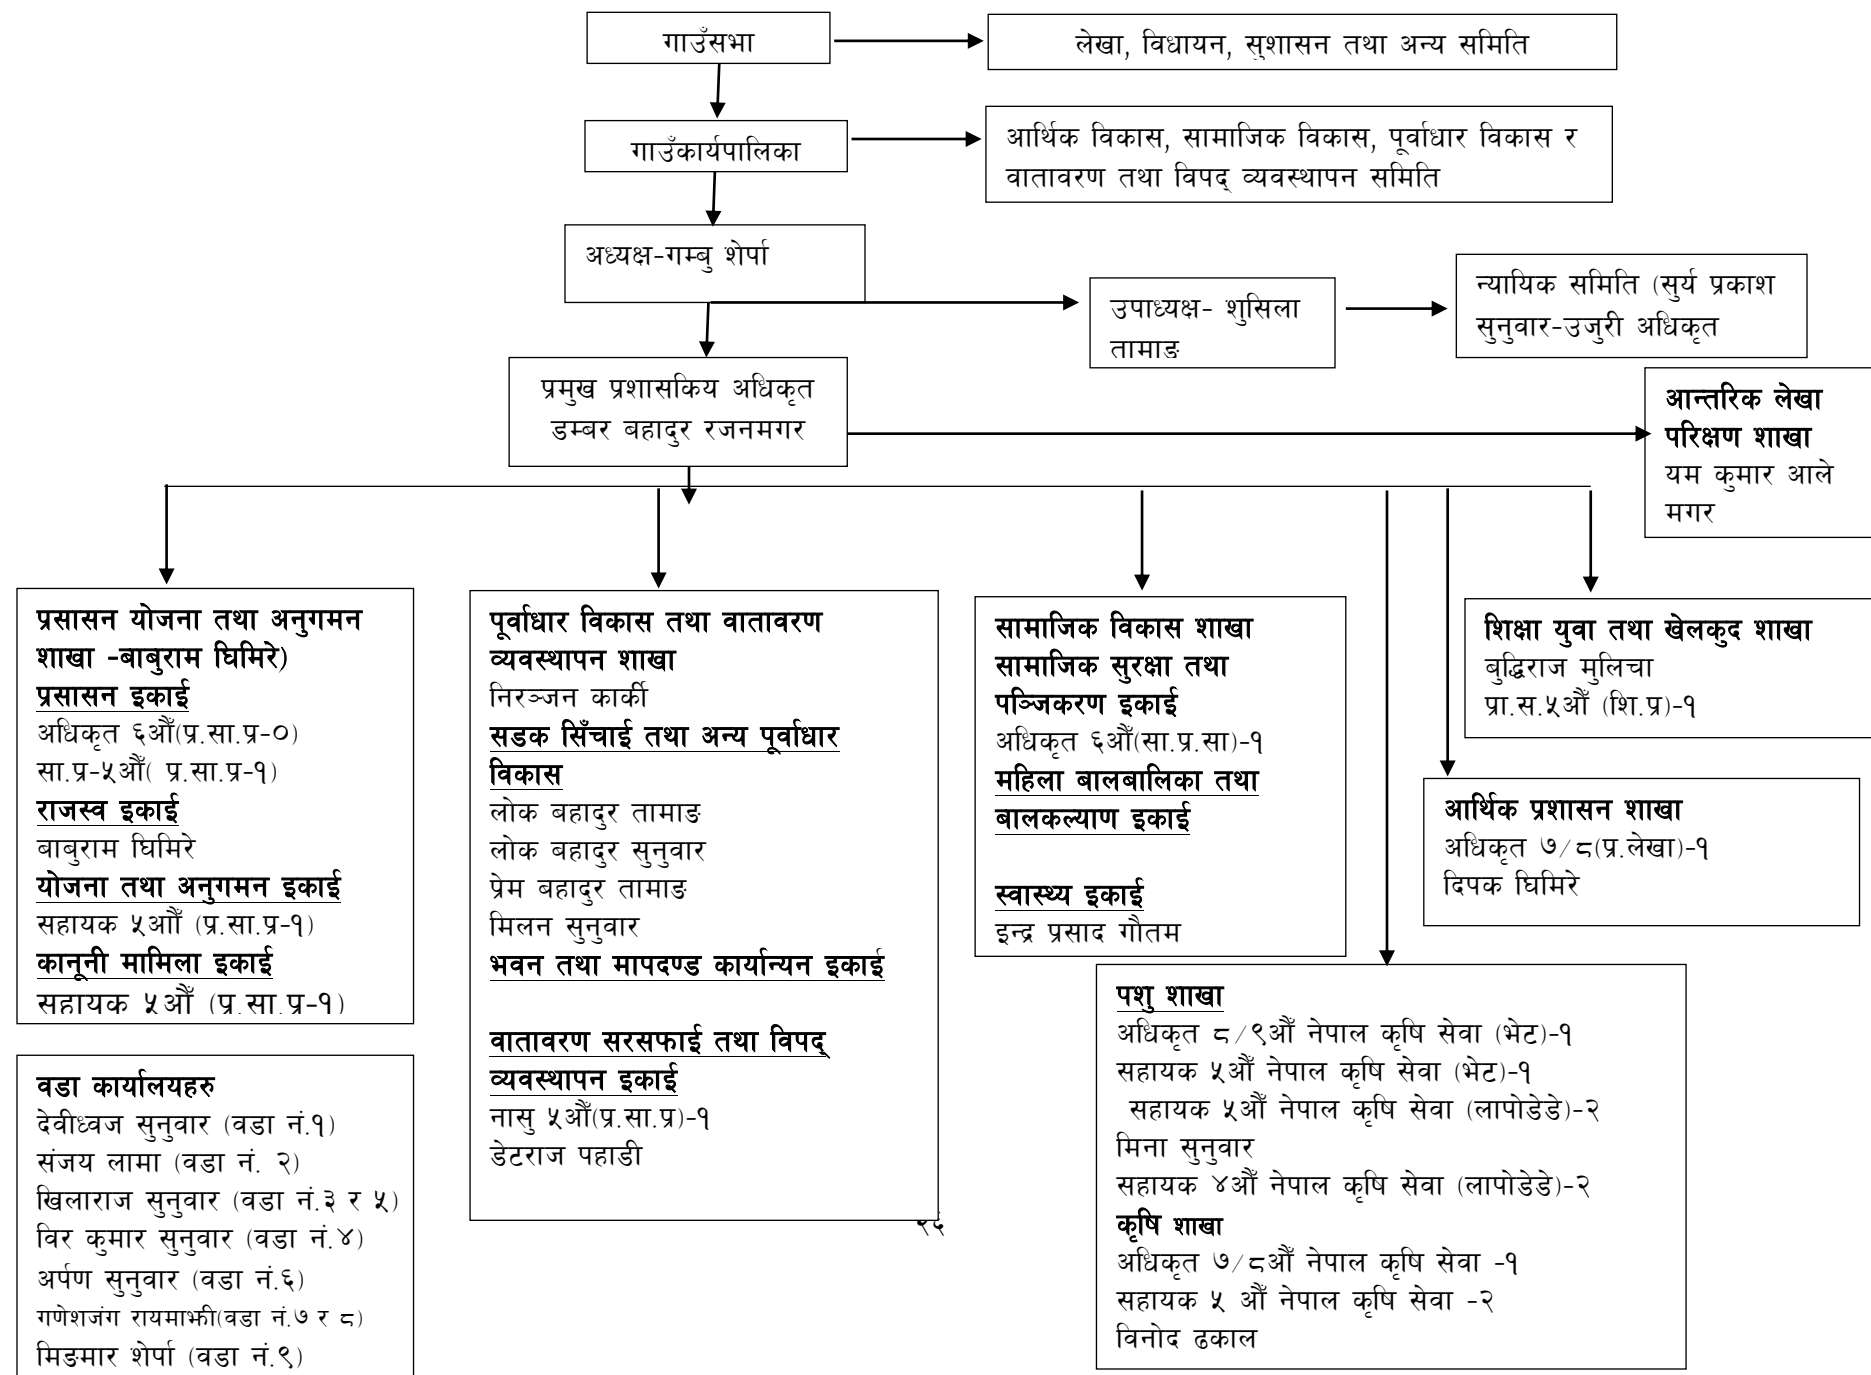 गाउँसभा
लेखा, विधायन, सुशासन तथा अन्य समिति
गाउँकार्यपालिका
आर्थिक विकास, सामाजिक विकास, पूर्वाधार विकास र
वातावरण तथा विपद् व्यवस्थापन समिति
अध्यक्ष-गम्बु शेर्पा
उपाध्यक्ष- शुसिला
तामाङ
न्यायिक समिति (सुर्य प्रकाश
सुनुवार-उजुरी अधिकृत
प्रमुख प्रशासकिय अधिकृत
डम्बर बहादुर रजनमगर
आन्तरिक लेखा
परिक्षण शाखा
यम कुमार आले
मगर
प्रसासन योजना तथा अनुगमन
शाखा -बाबुराम घिमिरे)
प्रसासन इकाई
अधिकृत ६औँ(प्र.सा.प्र-०)
सा.प्र-५औँ( प्र.सा.प्र-१)
राजस्व इकाई
बाबुराम घिमिरे
योजना तथा अनुगमन इकाई
सहायक ५औँ (प्र.सा.प्र-१)
कानूनी मामिला इकाई
सहायक ५औँ (प्र.सा.प्र-१)
पूर्वाधार विकास तथा वातावरण
व्यवस्थापन शाखा
निरञ्जन कार्की
सडक सिँचाई तथा अन्य पूर्वाधार
विकास
लोक बहादुर तामाङ
लोक बहादुर सुनुवार
प्रेम बहादुर तामाङ
मिलन सुनुवार
भवन तथा मापदण्ड कार्यान्यन इकाई
वातावरण सरसफाई तथा विपद्
व्यवस्थापन इकाई
नासु ५औँ(प्र.सा.प्र)-१
डेटराज पहाडी
सामाजिक विकास शाखा
सामाजिक सुरक्षा तथा
पञ्जिकरण इकाई
अधिकृत ६औँ(सा.प्र.सा)-१
महिला बालबालिका तथा
बालकल्याण इकाई
स्वास्थ्य इकाई
इन्द्र प्रसाद गौतम
शिक्षा युवा तथा खेलकुद शाखा
बुद्धिराज मुलिचा
प्रा.स.५औँ (शि.प्र)-१
आर्थिक प्रशासन शाखा
अधिकृत ७/८(प्र.लेखा)-१
दिपक घिमिरे
पशु शाखा
अधिकृत ८/९औँ नेपाल कृषि सेवा (भेट)-१
सहायक ५औँ नेपाल कृषि सेवा (भेट)-१
सहायक ५औँ नेपाल कृषि सेवा (लापोडेडे)-२
मिना सुनुवार
सहायक ४औँ नेपाल कृषि सेवा (लापोडेडे)-२
कृषि शाखा
अधिकृत ७/८औँ नेपाल कृषि सेवा -१
सहायक ५ औँ नेपाल कृषि सेवा -२
विनोद ढकाल
वडा कार्यालयहरु
देवीध्वज सुनुवार (वडा नं.१)
संजय लामा (वडा नं. २)
खिलाराज सुनुवार (वडा नं.३ र ५)
विर कुमार सुनुवार (वडा नं.४)
अर्पण सुनुवार (वडा नं.६)
गणेशजंग रायमाझी(वडा नं.७ र ८)
मिङमार शेर्पा (वडा नं.९)